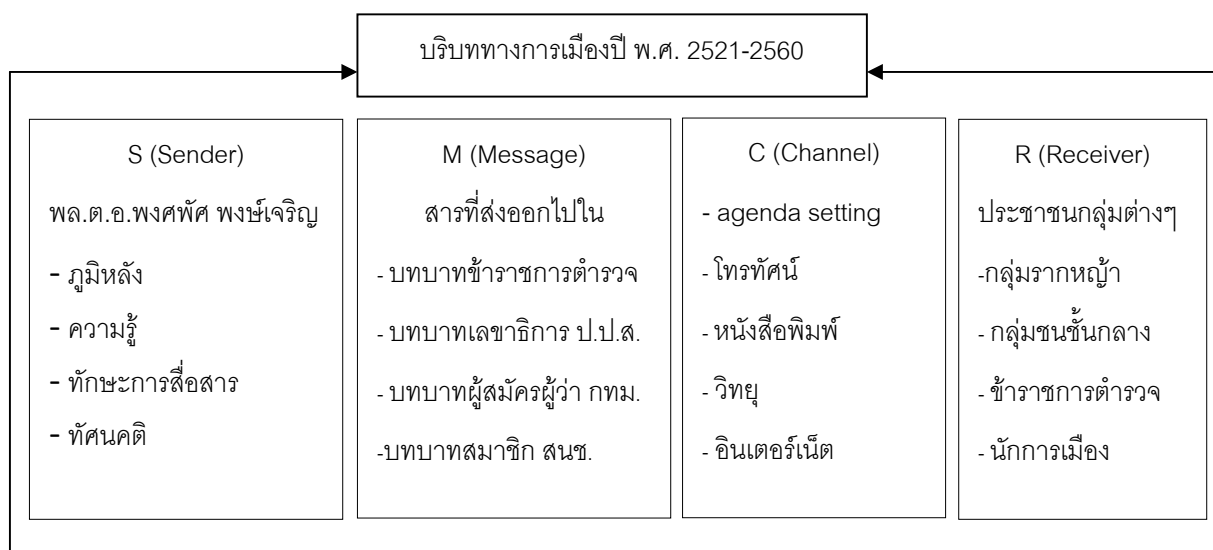 บริบททางการเมืองปี พ.ศ. 2521-2560
S (Sender)
พล.ต.อ.พงศพัศ พงษ์เจริญ
- ภูมิหลัง
- ความรู้
- ทักษะการสื่อสาร
- ทัศนคติ
M (Message)
สารที่ส่งออกไปใน
- บทบาทข้าราชการตำรวจ
- บทบาทเลขาธิการ ป.ป.ส.
- บทบาทผู้สมัครผู้ว่า กทม.
-บทบาทสมาชิก สนช.
C (Channel)
- agenda setting
- โทรทัศน์
- หนังสือพิมพ์
- วิทยุ
- อินเตอร์เน็ต
R (Receiver)
ประชาชนกลุ่มต่างๆ
-กลุ่มรากหญ้า
- กลุ่มชนชั้นกลาง
- ข้าราชการตำรวจ
- นักการเมือง